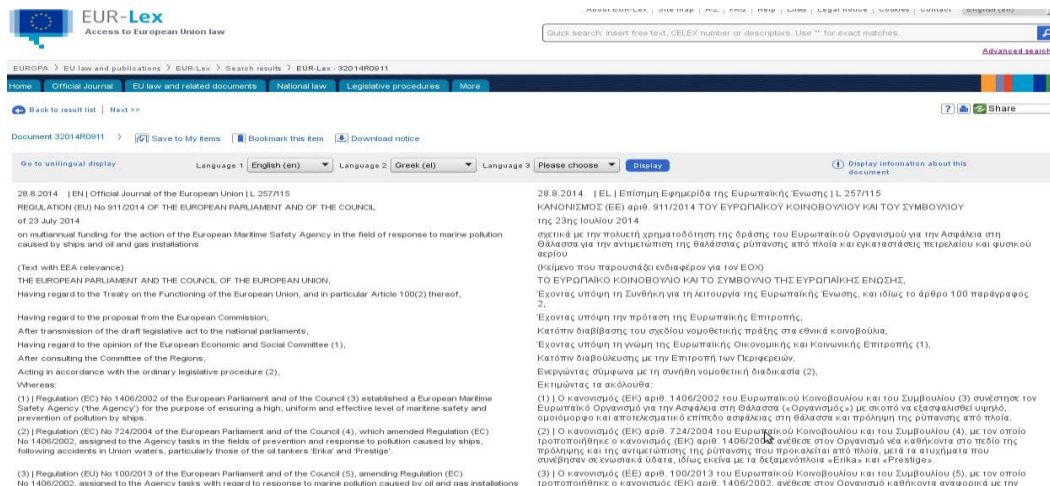 EUR-Lex
Access to European Union law
About EUR-Lex | Site map | A-Z | FAQ | Help | Links | Legal notice | Cookies | Contact English (en)
Quick search: insert free text, CELEX number or descriptors. Use "" for exact matches.
Advanced search
EUROPA > EU law and publications > EUR-Lex > Search results > EUR-Lex - 32014R0911
Home Official Journal EU law and related documents National law Legislative procedures More
Back to result list | Next >>
? Share
Document 32014R0911 > Save to My items Bookmark this item Download notice
Go to unilingual display Language 1 English (en) Language 2 Greek (el) Language 3 Please choose Display
Display information about this
document
28.8.2014 | EN | Official Journal of the European Union | L 257/115
REGULATION (EU) No 911/2014 OF THE EUROPEAN PARLIAMENT AND OF THE COUNCIL
of 23 July 2014
on multiannual funding for the action of the European Maritime Safety Agency in the field of response to marine pollution
caused by ships and oil and gas installations
(Text with EEA relevance)
THE EUROPEAN PARLIAMENT AND THE COUNCIL OF THE EUROPEAN UNION,
Having regard to the Treaty on the Functioning of the European Union, and in particular Article 100(2) thereof,
Having regard to the proposal from the European Commission,
After transmission of the draft legislative act to the national parliaments,
Having regard to the opinion of the European Economic and Social Committee (1),
After consulting the Committee of the Regions,
Acting in accordance with the ordinary legislative procedure (2),
Whereas:
(1) | Regulation (EC) No 1406/2002 of the European Parliament and of the Council (3) established a European Maritime
Safety Agency ('the Agency') for the purpose of ensuring a high, uniform and effective level of maritime safety and
prevention of pollution by ships.
(2) | Regulation (EC) No 724/2004 of the European Parliament and of the Council (4), which amended Regulation (EC)
No 1406/2002, assigned to the Agency tasks in the fields of prevention and response to pollution caused by ships,
following accidents in Union waters, particularly those of the oil tankers 'Erika' and 'Prestige'.
(3) | Regulation (EU) No 100/2013 of the European Parliament and of the Council (5), amending Regulation (EC)
No 1406/2002, assigned to the Agency tasks with regard to response to marine pollution caused by oil and gas installations
28.8.2014 | EL | Επίσημη Εφημερίδα της Ευρωπαϊκής Ένωσης | L 257/115
ΚΑΝΟΝΙΣΜΟΣ (ΕΕ) αριθ. 911/2014 ΤΟΥ ΕΥΡΩΠΑΪΚΟΥ ΚΟΙΝΟΒΟΥΛΙΟΥ ΚΑΙ ΤΟΥ ΣΥΜΒΟΥΛΙΟΥ
της 23ης Ιουλίου 2014
σχετικά με την πολυετή χρηματοδότηση της δράσης του Ευρωπαϊκού Οργανισμού για την Ασφάλεια στη
Θάλασσα για την αντιμετώπιση της θαλάσσιας ρύπανσης από πλοία και εγκαταστάσεις πετρελαίου και φυσικού
αερίου
(Κείμενο που παρουσιάζει ενδιαφέρον για τον ΕΟΧ)
ΤΟ ΕΥΡΩΠΑΪΚΟ ΚΟΙΝΟΒΟΥΛΙΟ ΚΑΙ ΤΟ ΣΥΜΒΟΥΛΙΟ ΤΗΣ ΕΥΡΩΠΑΪΚΗΣ ΕΝΩΣΗΣ,
Έχοντας υπόψη τη Συνθήκη για τη λειτουργία της Ευρωπαϊκής Ένωσης, και ιδίως το άρθρο 100 παράγραφος
2,
Έχοντας υπόψη την πρόταση της Ευρωπαϊκής Επιτροπής,
Κατόπιν διαβίβασης του σχεδίου νομοθετικής πράξης στα εθνικά κοινοβούλια,
Έχοντας υπόψη τη γνώμη της Ευρωπαϊκής Οικονομικής και Κοινωνικής Επιτροπής (1),
Κατόπιν διαβούλευσης με την Επιτροπή των Περιφερειών,
Ενεργώντας σύμφωνα με τη συνήθη νομοθετική διαδικασία (2),
Εκτιμώντας τα ακόλουθα:
(1) | Ο κανονισμός (ΕΚ) αριθ. 1406/2002 του Ευρωπαϊκού Κοινοβουλίου και του Συμβουλίου (3) συνέστησε τον
Ευρωπαϊκό Οργανισμό για την Ασφάλεια στη Θάλασσα («Οργανισμός») με σκοπό να εξασφαλισθεί υψηλό,
ομοιόμορφο και αποτελεσματικό επίπεδο ασφάλειας στη θάλασσα και πρόληψη της ρύπανσης από πλοία.
(2) | Ο κανονισμός (ΕΚ) αριθ. 724/2004 του Ευρωπαϊκού Κοινοβουλίου και του Συμβουλίου (4), με τον οποίο
τροποποιήθηκε ο κανονισμός (ΕΚ) αριθ. 1406/2002, ανέθεσε στον Οργανισμό νέα καθήκοντα στο πεδίο της
πρόληψης και της αντιμετώπισης της ρύπανσης που προκαλείται από πλοία, μετά τα ατυχήματα που
συνέβησαν σε ενωσιακά ύδατα, ιδίως εκείνα με τα δεξαμενόπλοια «Erika» και «Prestige».
(3) | Ο κανονισμός (ΕΕ) αριθ. 100/2013 του Ευρωπαϊκού Κοινοβουλίου και του Συμβουλίου (5), με τον οποίο
τροποποιήθηκε ο κανονισμός (ΕΚ) αριθ. 1406/2002, ανέθεσε στον Οργανισμό καθήκοντα αναφορικά με την